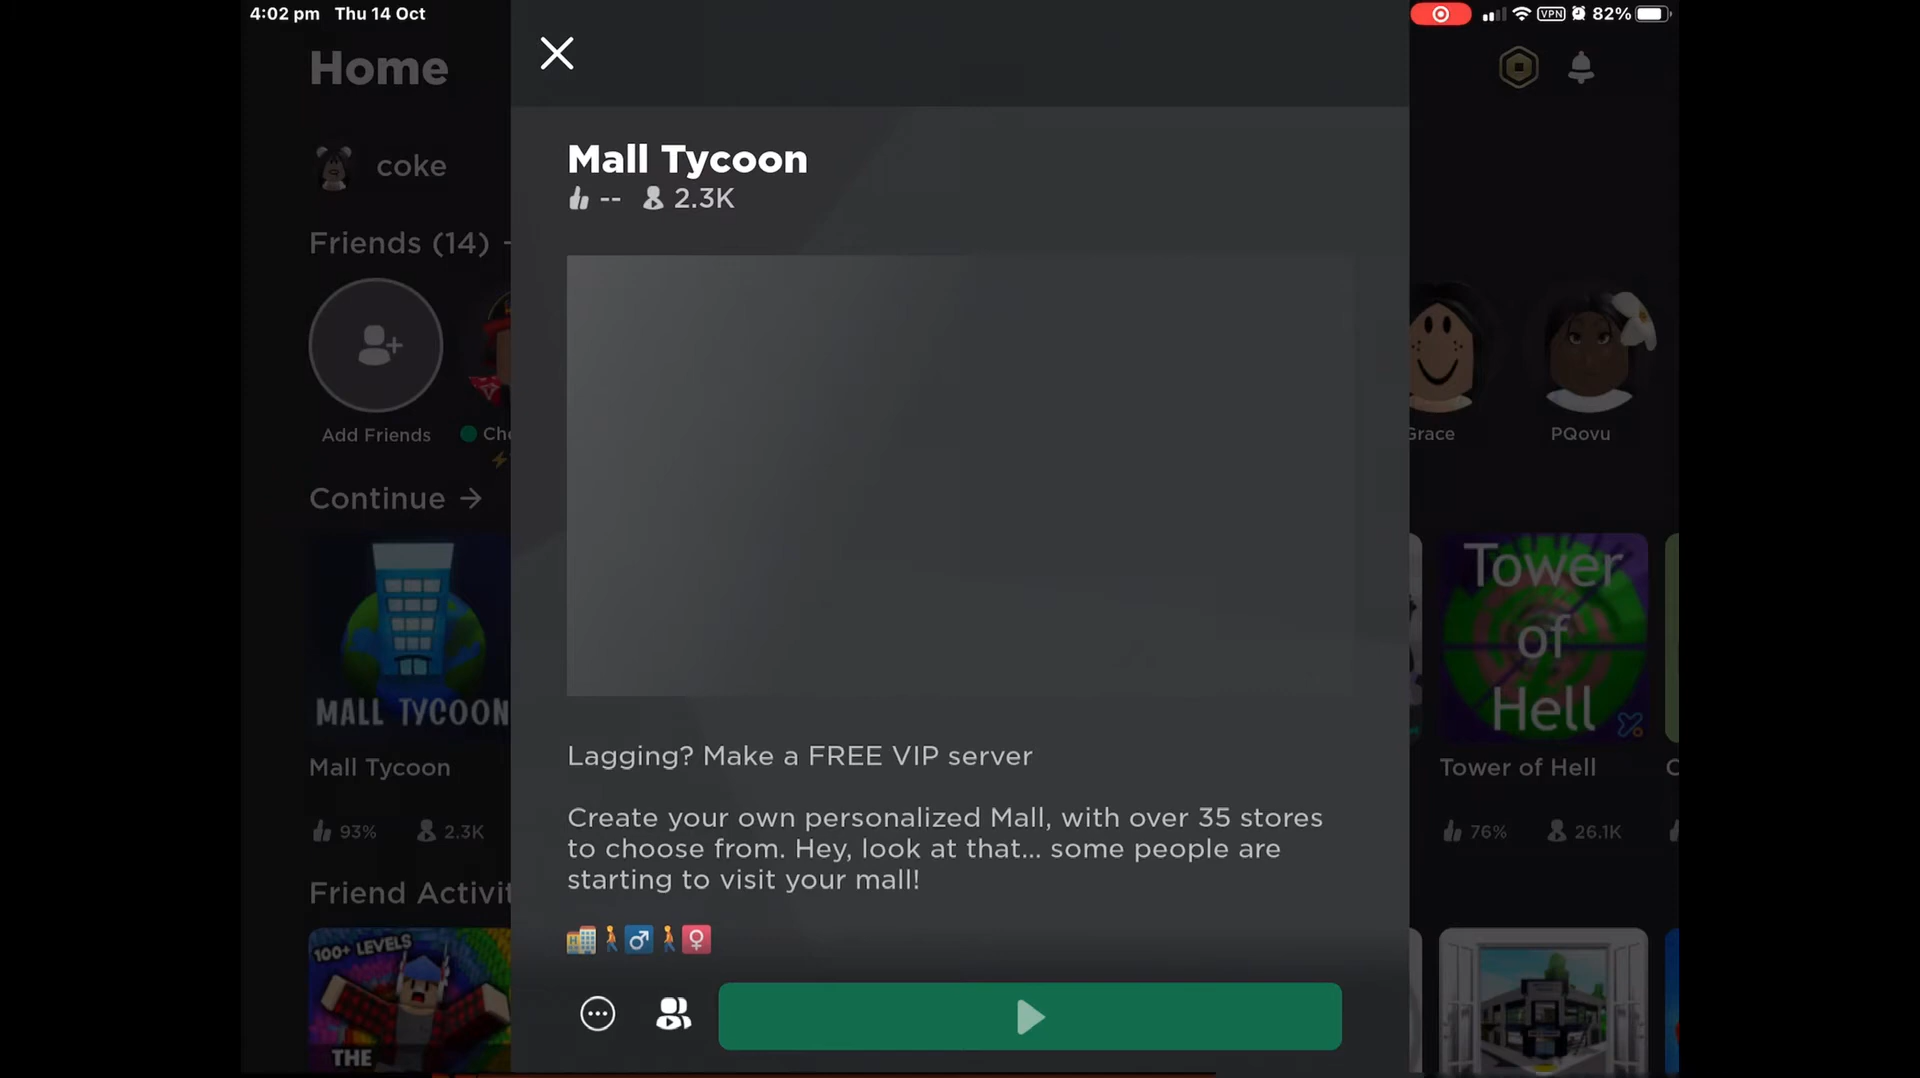 4:02 pm Thu 14 Oct
VPN 82%
Home
coke
Friends (14)
Add Friends
Grace
PQovu
Continue →
MALL TYCOON
Mall Tycoon
93% 2.3K
Friend Activit
100+ LEVELS
THE
Mall Tycoon
-- 2.3K
Lagging? Make a FREE VIP server
Create your own personalized Mall, with over 35 stores
to choose from. Hey, look at that... some people are
starting to visit your mall!
Tower
of
Hell
Tower of Hell
76% 26.1K